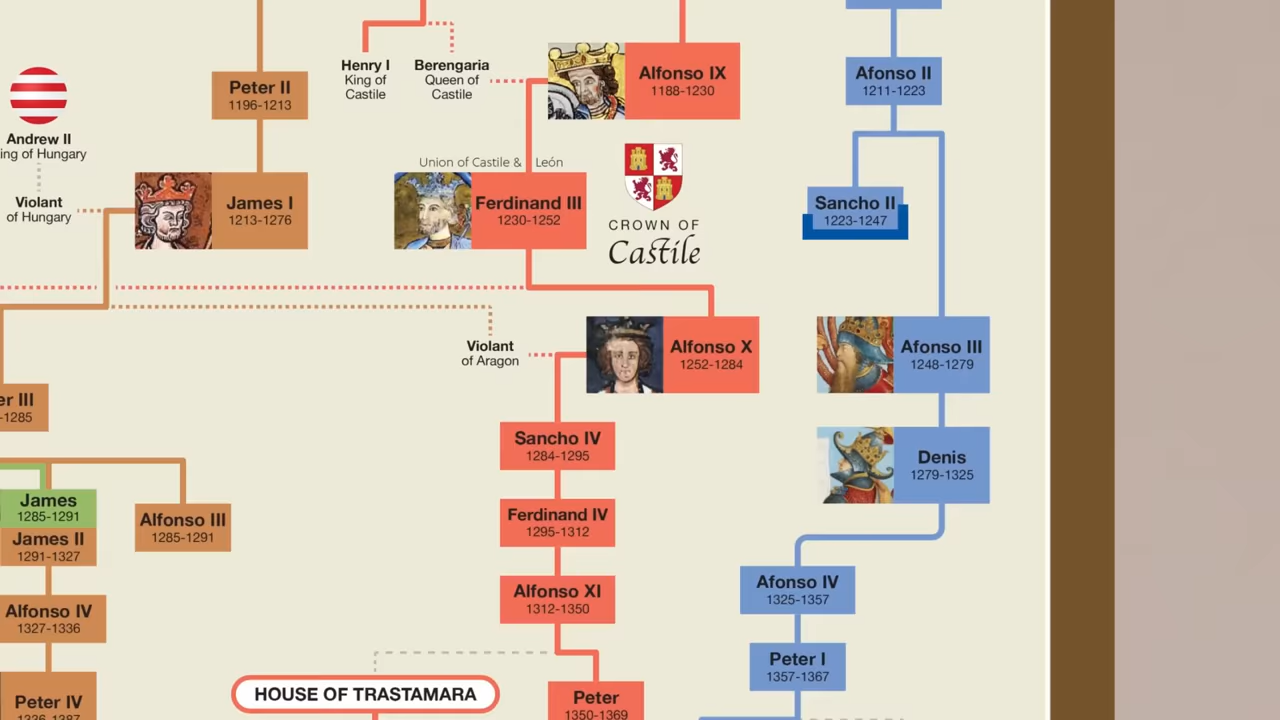 Henry I
King of
Castile
Berengaria
Queen of
Castile
Alfonso IX
1188-1230
Afonso II
1211-1223
Peter II
1196-1213
Andrew II
ing of Hungary
Union of Castile & León
Violant
of Hungary
James I
1213-1276
Ferdinand III
1230-1252
CROWN OF
Castile
Sancho II
1223-1247
Violant
of Aragon
Alfonso X
1252-1284
Afonso III
1248-1279
er III
-1285
Sancho IV
1284-1295
Denis
1279-1325
James
1285-1291
James II
1291-1327
Alfonso III
1285-1291
Ferdinand IV
1295-1312
Alfonso IV
1327-1336
Alfonso XI
1312-1350
Afonso IV
1325-1357
Peter I
1357-1367
HOUSE OF TRASTAMARA
Peter IV
1336-1387
Peter
1350-1369